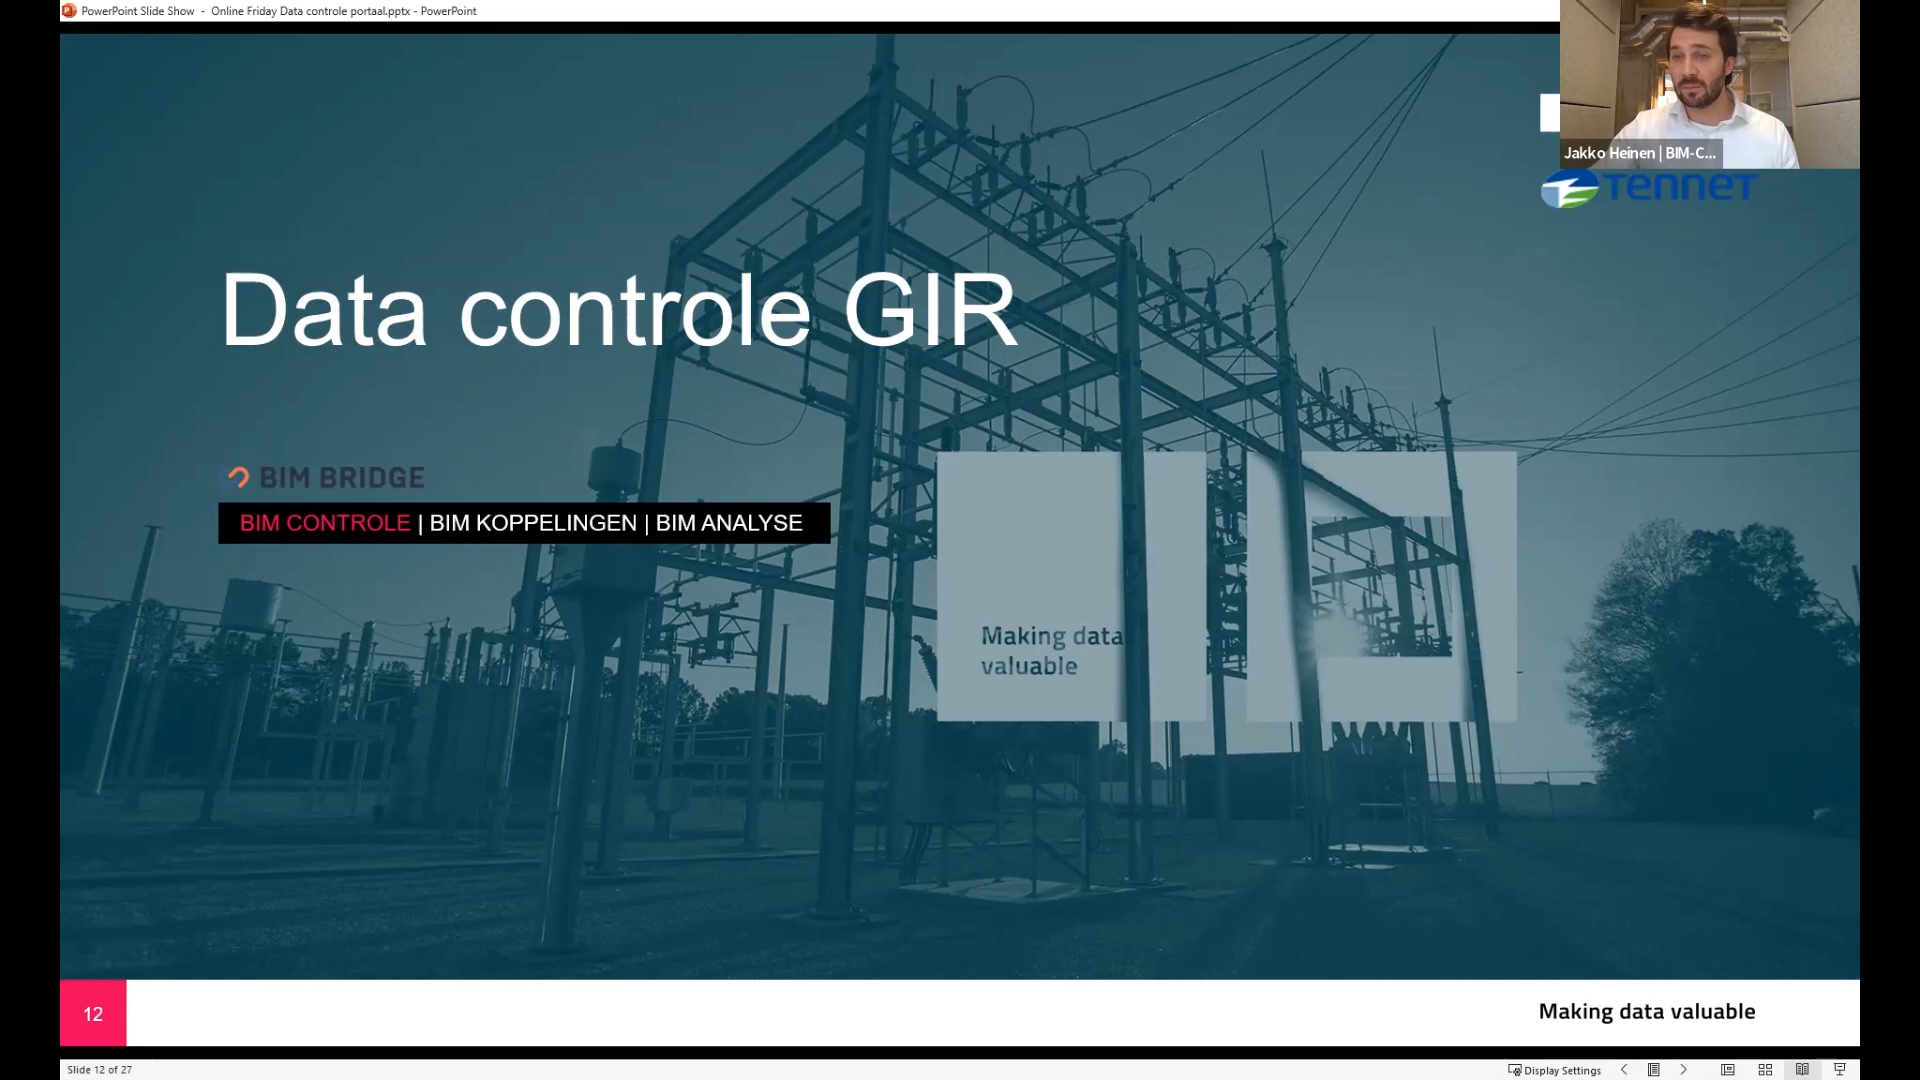 PowerPoint Slide Show - Online Friday Data controle portaal.pptx - PowerPoint
Jakko Heinen | BIM-C...
TenneT
Data controle GIR
BIM BRIDGE
BIM CONTROLE | BIM KOPPELINGEN | BIM ANALYSE
Making data
valuable
12
Making data valuable
Slide 12 of 27
Display Settings